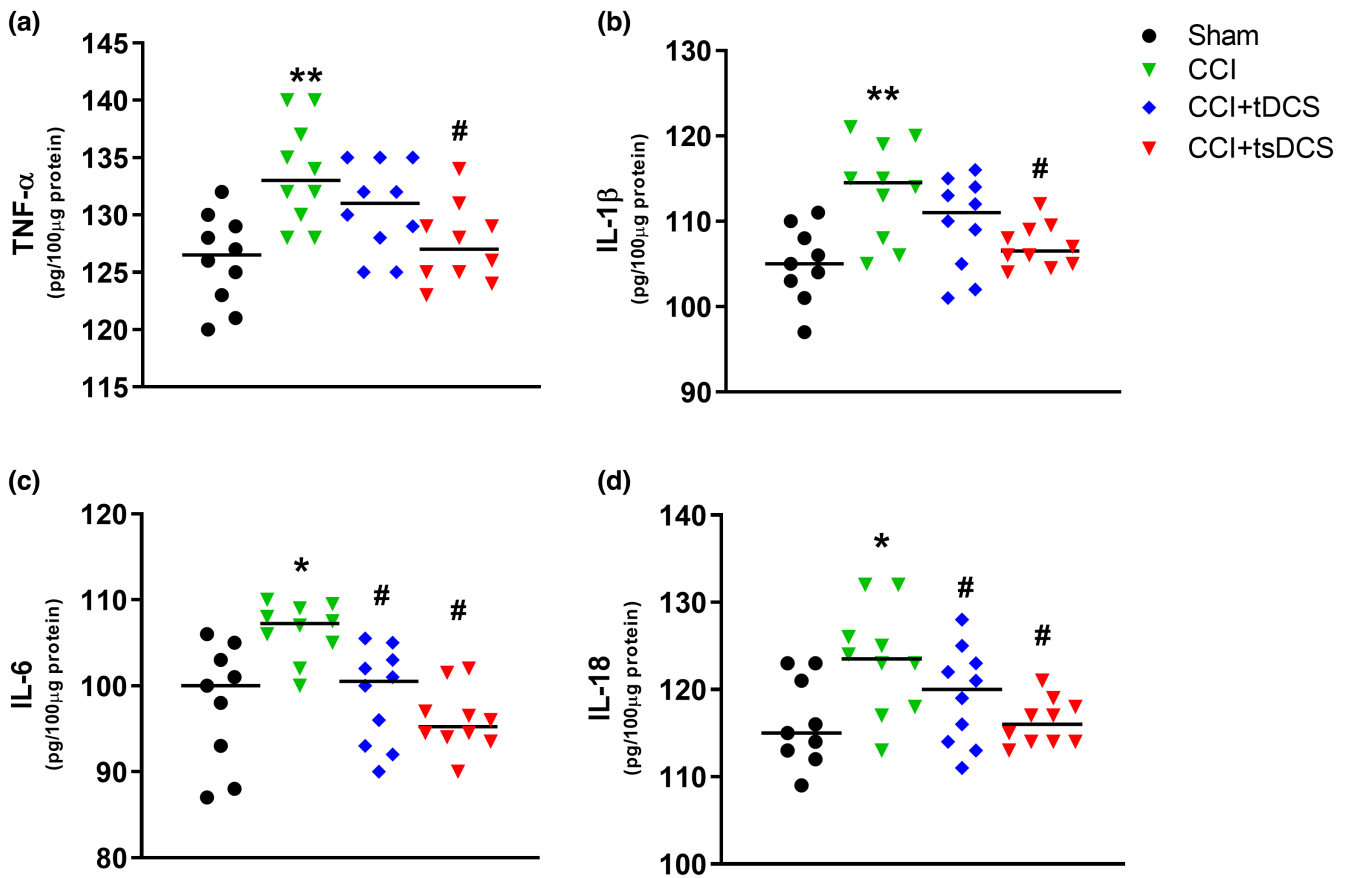 (a)
145
140
135
130
125
120
115
TNF-α
(pg/100μg protein)
**
#
(b)
130
120
110
100
90
IL-1β
(pg/100μg protein)
**
#
Sham
CCI
CCI+tDCS
CCI+tsDCS
(c)
120
110
100
90
80
IL-6
(pg/100μg protein)
*
#
#
(d)
140
130
120
110
100
IL-18
(pg/100μg protein)
*
#
#